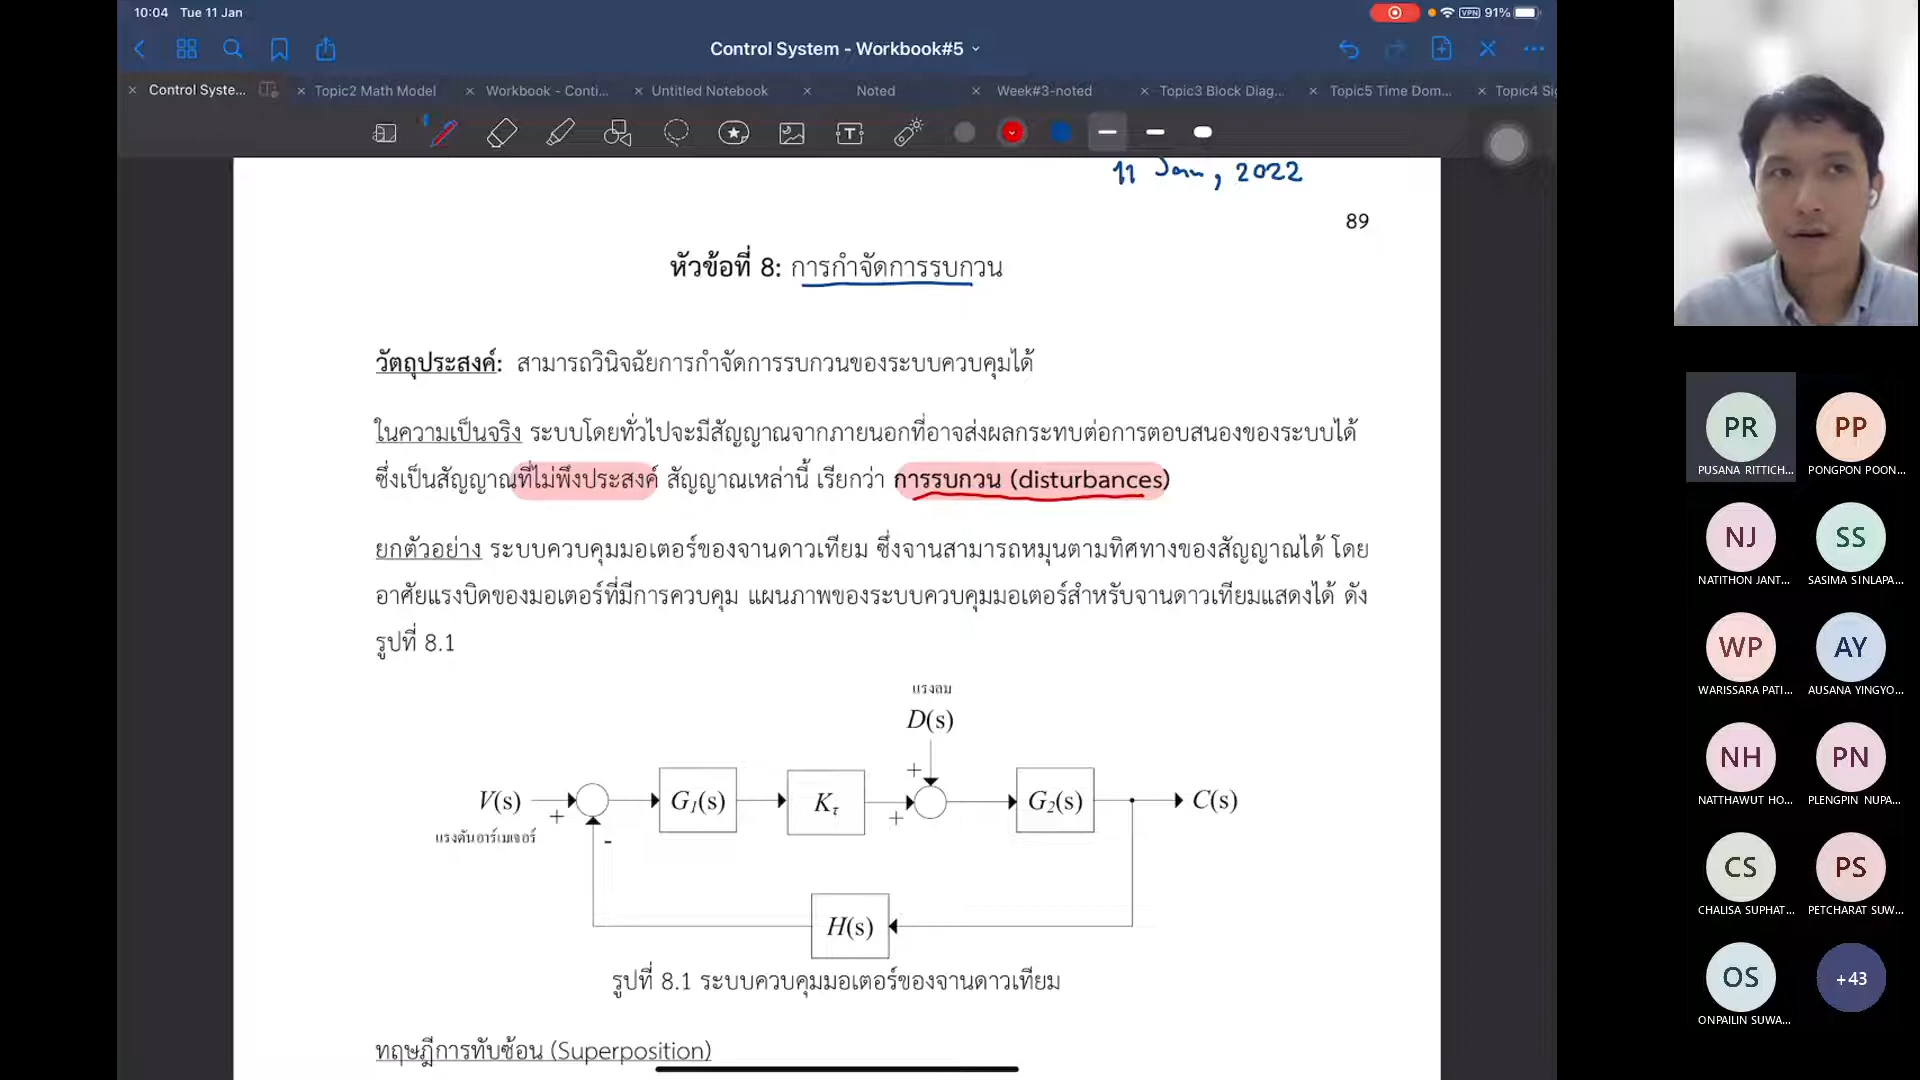 10:04 Tue 11 Jan
VPN 91%
Control System - Workbook#5
Control Syste...
Topic2 Math Model
Workbook - Conti...
Untitled Notebook
Noted
Week#3-noted
Topic3 Block Diag...
Topic5 Time Dom...
Topic4 Si
11 Jan, 2022
89
หัวข้อที่ 8: การกำจัดการรบกวน
วัตถุประสงค์: สามารถวินิจฉัยการกำจัดการรบกวนของระบบควบคุมได้
ในความเป็นจริง ระบบโดยทั่วไปจะมีสัญญาณจากภายนอกที่อาจส่งผลกระทบต่อการตอบสนองของระบบได้
ซึ่งเป็นสัญญาณที่ไม่พึงประสงค์ สัญญาณเหล่านี้ เรียกว่า การรบกวน (disturbances)
ยกตัวอย่าง ระบบควบคุมมอเตอร์ของจานดาวเทียม ซึ่งจานสามารถหมุนตามทิศทางของสัญญาณได้ โดย
อาศัยแรงบิดของมอเตอร์ที่มีการควบคุม แผนภาพของระบบควบคุมมอเตอร์สำหรับจานดาวเทียมแสดงได้ ดัง
รูปที่ 8.1
แรงลม
D(s)
+
V(s) + - G1(s) Kτ + G2(s) C(s)
แรงดันอาร์เมเจอร์
H(s)
รูปที่ 8.1 ระบบควบคุมมอเตอร์ของจานดาวเทียม
ทฤษฎีการทับซ้อน (Superposition)
PR
PUSANA RITTICH...
PP
PONGPON POON...
NJ
NATITHON JANT...
SS
SASIMA SINLAPA...
WP
WARISSARA PATI...
AY
AUSANA YINGYO...
NH
NATTHAWUT HO...
PN
PLENGPIN NUPA...
CS
CHALISA SUPHAT...
PS
PETCHARAT SUW...
OS
ONPAILIN SUWA...
+43